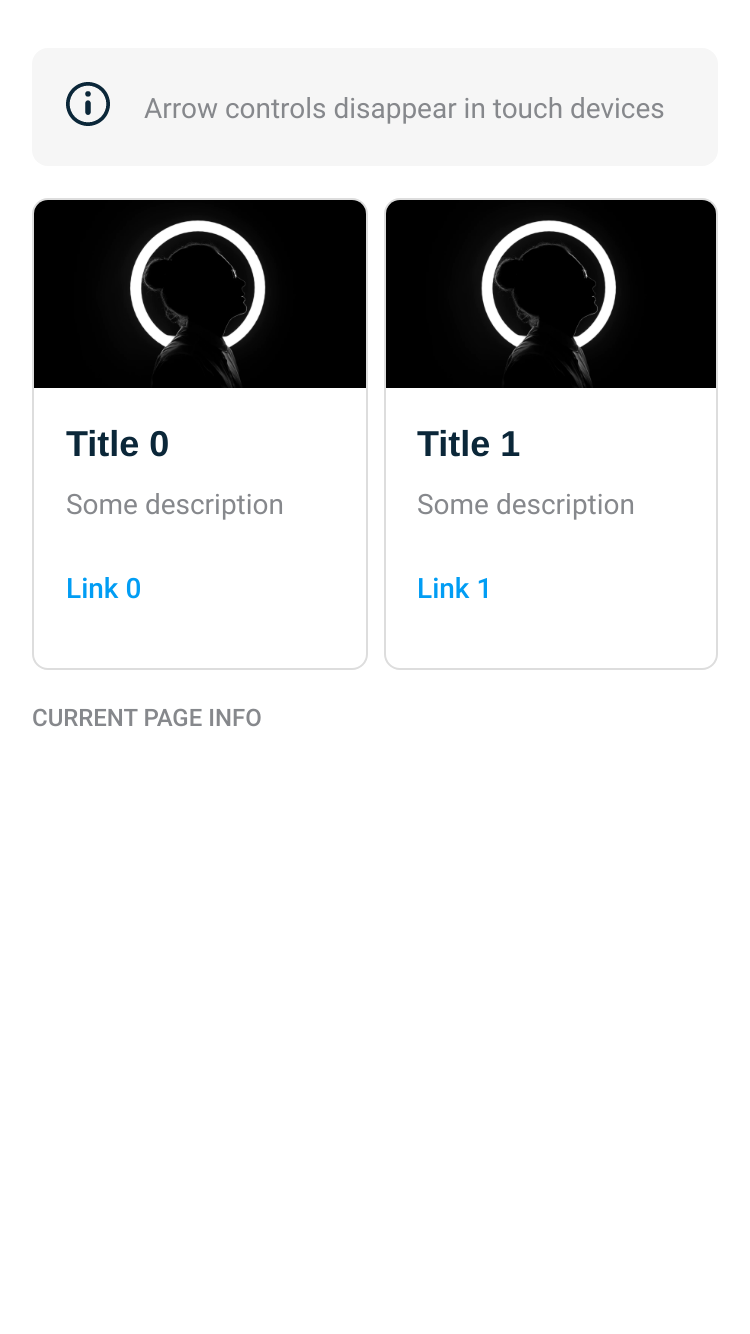 Arrow controls disappear in touch devices
Title 0
Some description
Link 0
Title 1
Some description
Link 1
CURRENT PAGE INFO